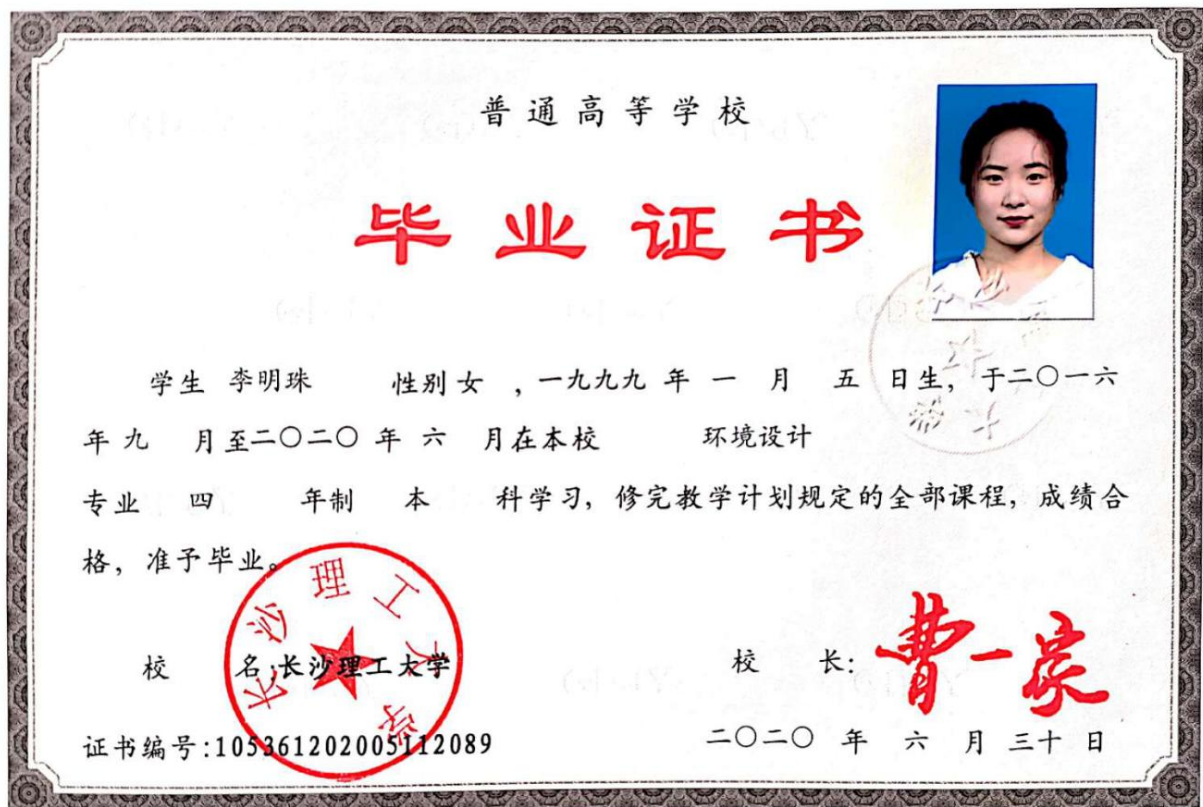 普通高等学校
毕业证书
学生 李明珠 性别 女 ,一九九九 年 一 月 五 日生, 于二〇一六
年 九 月至二〇二〇 年 六 月在本校 环境设计
专业 四 年制 本 科学习, 修完教学计划规定的全部课程, 成绩合
格, 准予毕业。
长沙理工大学
校 名:长沙理工大学
校 长: 曹一家
证书编号:105361202005112089
二〇二〇 年 六 月 三十 日